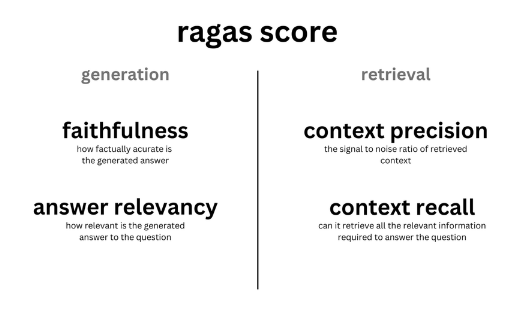 ragas score
generation
faithfulness
how factually acurate is
the generated answer
answer relevancy
how relevant is the generated
answer to the question
retrieval
context precision
the signal to noise ratio of retrieved
context
context recall
can it retrieve all the relevant information
required to answer the question